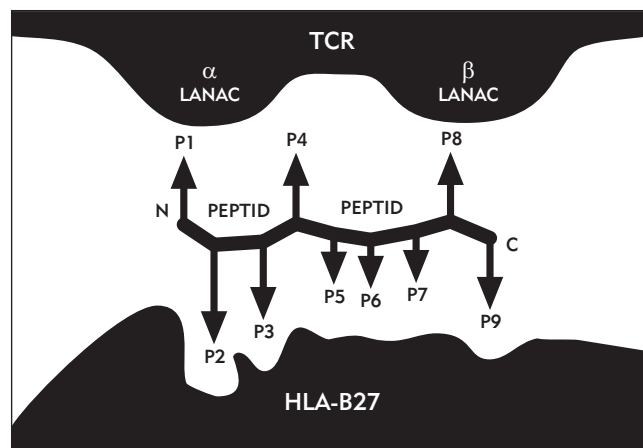 TCR
α
LANAC
β
LANAC
P1
P4
P8
N
PEPTID
PEPTID
C
P5
P6
P7
P3
P9
P2
HLA-B27